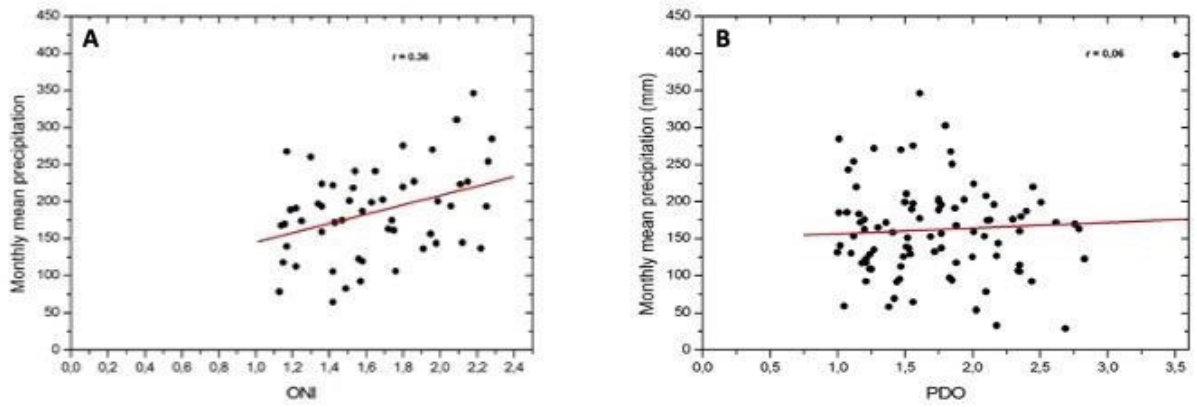 A
r = 0.36
Monthly mean precipitation
450
400
350
300
250
200
150
100
50
0
0,0 0,2 0,4 0,6 0,8 1,0 1,2 1,4 1,6 1,8 2,0 2,2 2,4
ONI
B
r = 0,06
Monthly mean precipitation (mm)
450
400
350
300
250
200
150
100
50
0
0,0 0,5 1,0 1,5 2,0 2,5 3,0 3,5
PDO